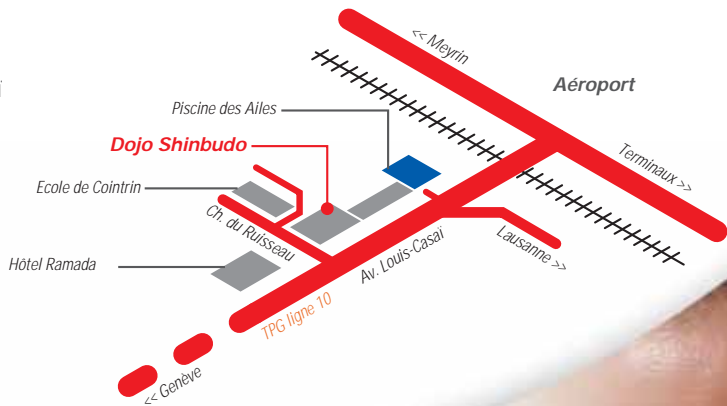 << Meyrin
Aéroport
ï
Piscine des Ailes
Dojo Shinbudo
Terminaux >>
Ecole de Cointrin
Ch. du Ruisseau
Lausanne >>
Av. Louis-Casaï
Hôtel Ramada
TPG ligne 10
<< Genève